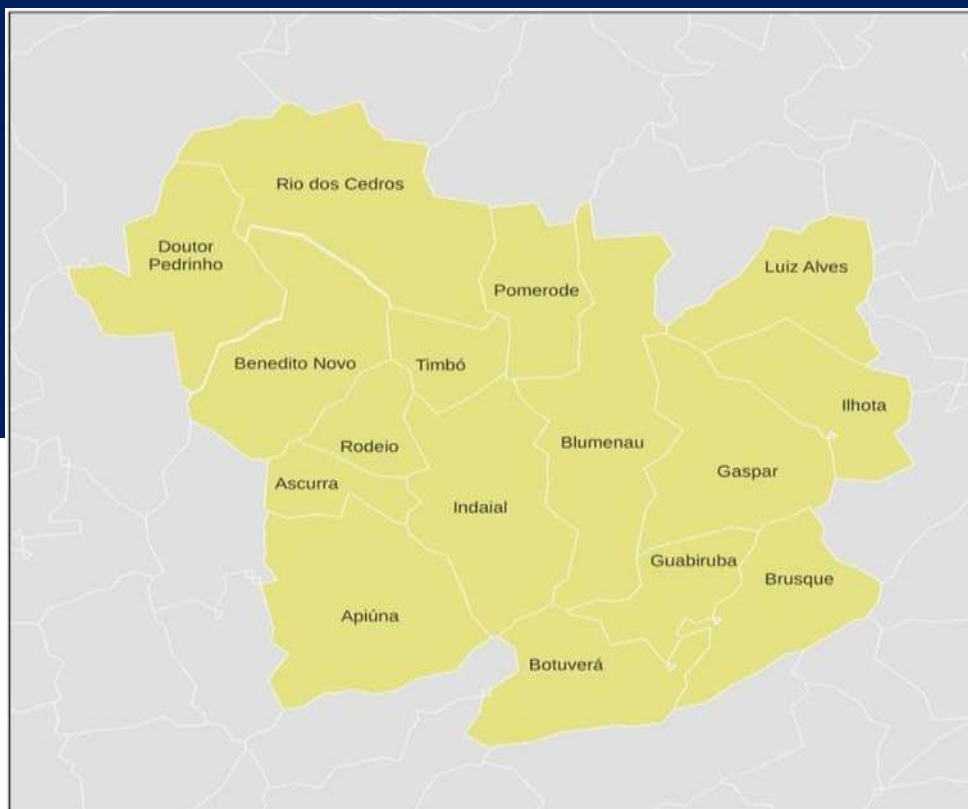 Rio dos Cedros
Doutor
Pedrinho
Luiz Alves
Pomerode
Benedito Novo
Timbó
Ilhota
Rodeio
Blumenau
Gaspar
Ascurra
Indaial
Guabiruba
Brusque
Apiúna
Botuverá